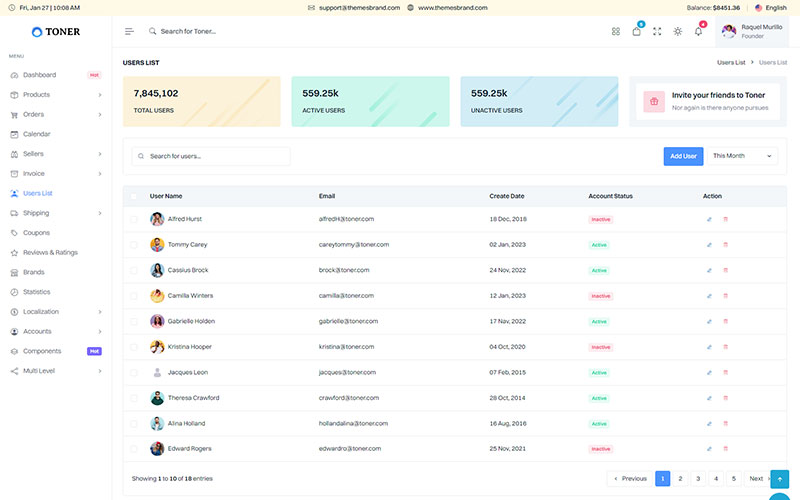 Fri, Jan 27 | 10:08 AM support@themesbrand.com www.themesbrand.com Balance: $8451.36 English
TONER Search for Toner... 5 4 Raquel Murillo
Founder
MENU
Dashboard Hot
Products
Orders
Calendar
Sellers
Invoice
Users List
Shipping
Coupons
Reviews & Ratings
Brands
Statistics
Localization
Accounts
Components Hot
Multi Level
USERS LIST Users List > Users List
7,845,102
TOTAL USERS
559.25k
ACTIVE USERS
559.25k
UNACTIVE USERS
Invite your friends to Toner
Nor again is there anyone pursues
Search for users... Add User This Month
User Name Email Create Date Account Status Action
Alfred Hurst alfredH@toner.com 18 Dec, 2018 Inactive
Tommy Carey careytommy@toner.com 02 Jan, 2023 Active
Cassius Brock brock@toner.com 24 Nov, 2022 Active
Camilla Winters camilla@toner.com 12 Jan, 2023 Inactive
Gabrielle Holden gabrielle@toner.com 17 Nav, 2022 Active
Kristina Hooper kristina@toner.com 04 Oct, 2020 Inactive
Jacques Leon jacques@toner.com 07 Feb, 2015 Active
Theresa Crawford crawford@toner.com 28 Oct, 2014 Active
Alina Holland hollandalina@toner.com 16 Aug, 2016 Active
Edward Rogers edwardro@toner.com 25 Nov, 2021 Inactive
Showing 1 to 10 of 18 entries < Previous 1 2 3 4 5 Next